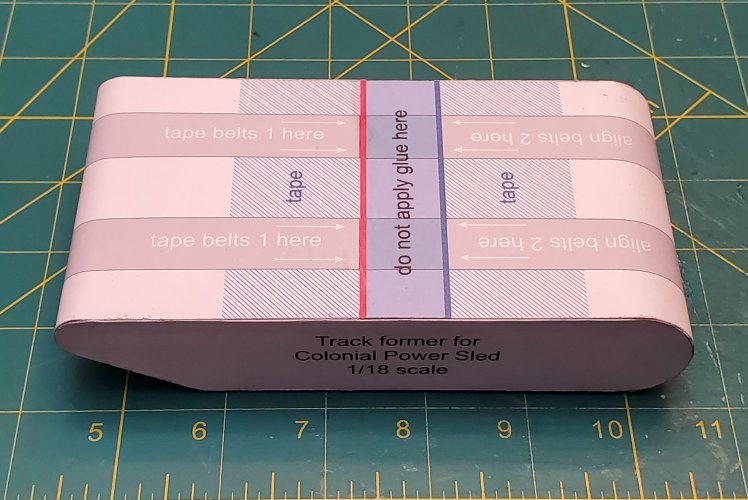 tape belts 1 here
align belts 2 here
tape
do not apply glue here
tape
tape belts 1 here
align belts 2 here
Track former for
Colonial Power Sled
1/18 scale
5 6 7 8 9 10 11